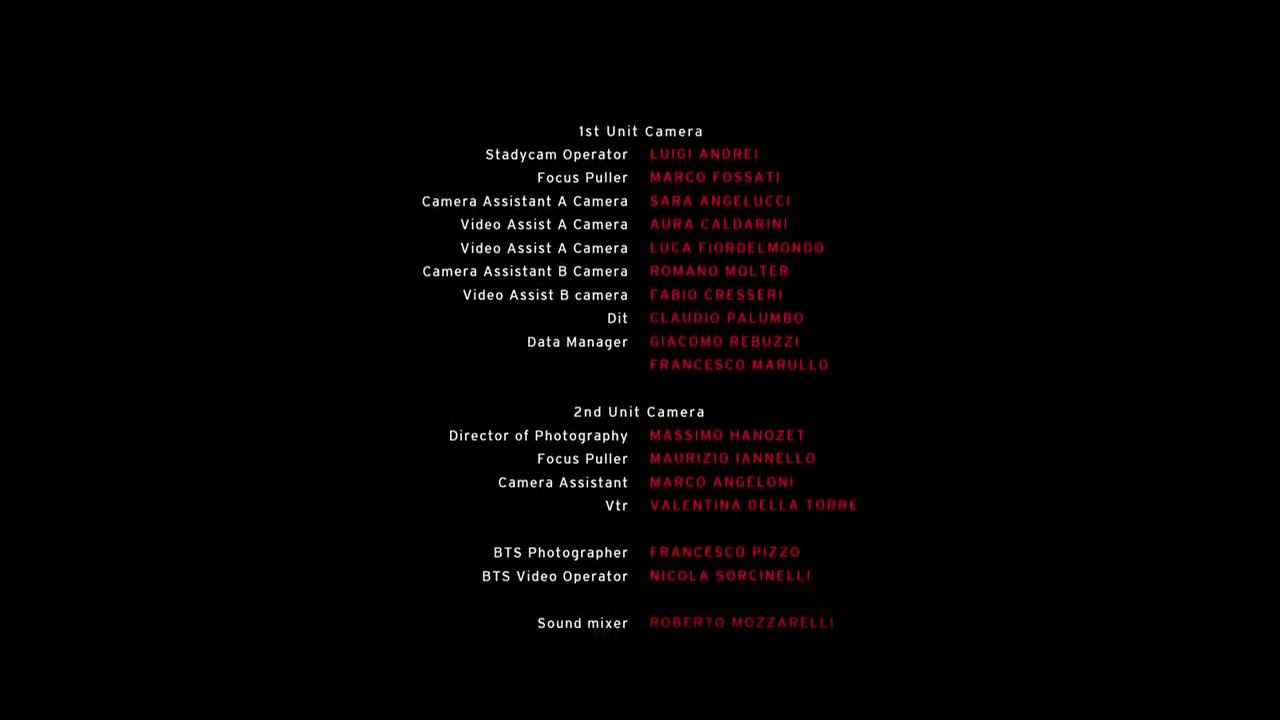 1st Unit Camera
Stadycam Operator LUIGI ANDREI
Focus Puller MARCO FOSSATI
Camera Assistant A Camera SARA ANGELUCCI
Video Assist A Camera AURA CALDARINI
Video Assist A Camera LUCA FIORDELMONDO
Camera Assistant B Camera ROMANO MOLTER
Video Assist B camera FABIO CRESSERI
Dit CLAUDIO PALUMBO
Data Manager GIACOMO REBUZZI
FRANCESCO MARULLO
2nd Unit Camera
Director of Photography MASSIMO HANOZET
Focus Puller MAURIZIO IANNELLO
Camera Assistant MARCO ANGELONI
Vtr VALENTINA DELLA TORRE
BTS Photographer FRANCESCO PIZZO
BTS Video Operator NICOLA SORCINELLI
Sound mixer ROBERTO MOZZARELLI